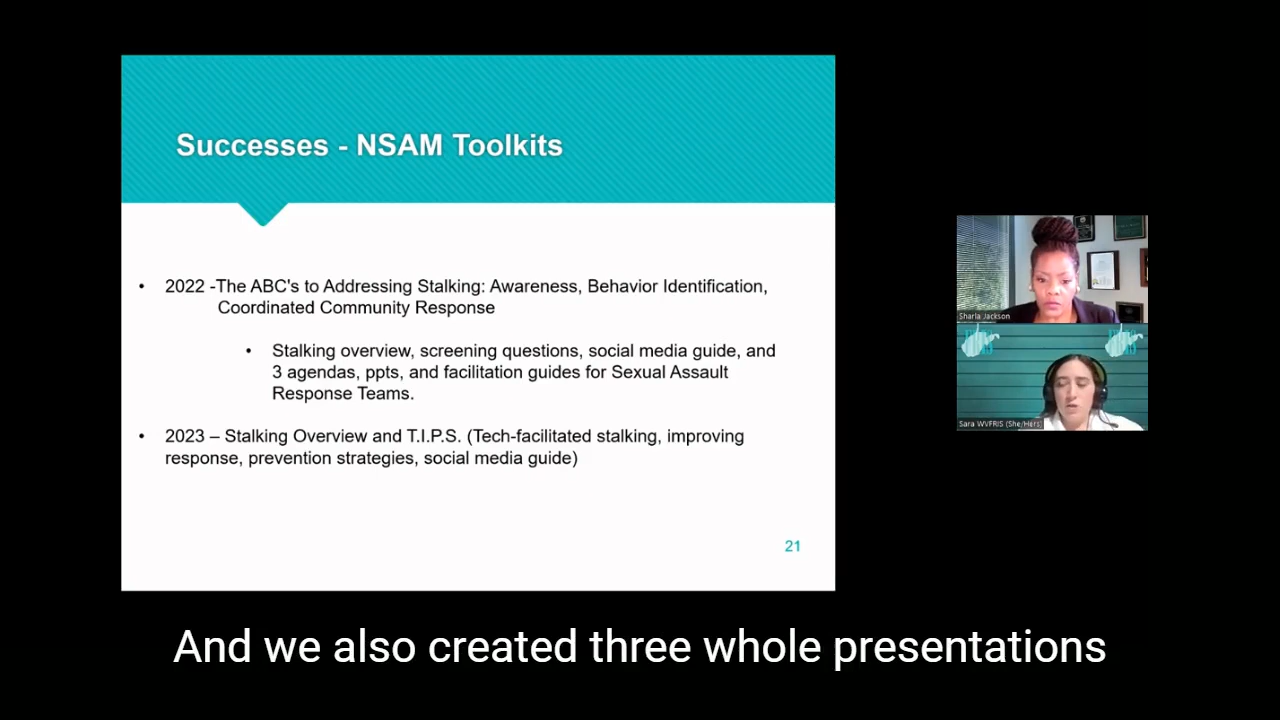 Successes - NSAM Toolkits
• 2022 -The ABC's to Addressing Stalking: Awareness, Behavior Identification,
Coordinated Community Response
• Stalking overview, screening questions, social media guide, and
3 agendas, ppts, and facilitation guides for Sexual Assault
Response Teams.
• 2023 – Stalking Overview and T.I.P.S. (Tech-facilitated stalking, improving
response, prevention strategies, social media guide)
21
Sharla Jackson
Sara WVFRIS (She/Hers)
And we also created three whole presentations